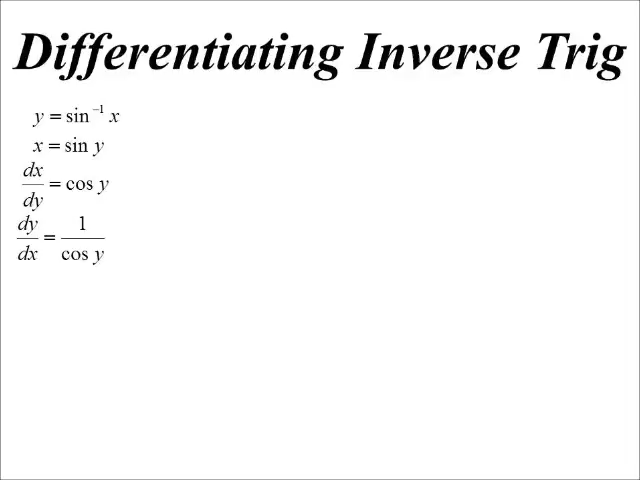 Differentiating Inverse Trig
y = sin⁻¹ x
x = sin y
dx/dy = cos y
dy/dx = 1/cos y